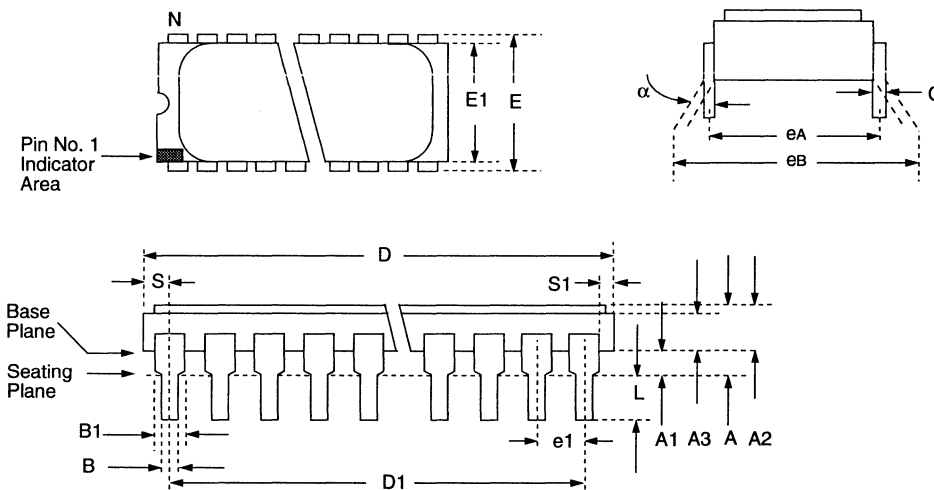 N
α
C
E1
E
eA
eB
Pin No. 1
Indicator
Area
D
S
S1
Base
Plane
Seating
Plane
L
B1
e1
A1
A3
A
A2
B
D1